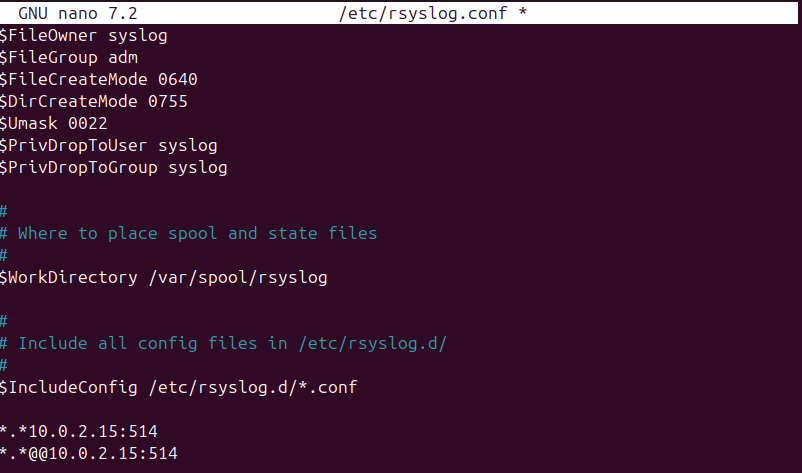 GNU nano 7.2 /etc/rsyslog.conf *
$FileOwner syslog
$FileGroup adm
$FileCreateMode 0640
$DirCreateMode 0755
$Umask 0022
$PrivDropToUser syslog
$PrivDropToGroup syslog
#
# Where to place spool and state files
#
$WorkDirectory /var/spool/rsyslog
#
# Include all config files in /etc/rsyslog.d/
#
$IncludeConfig /etc/rsyslog.d/*.conf
*.*10.0.2.15:514
*.*@@10.0.2.15:514